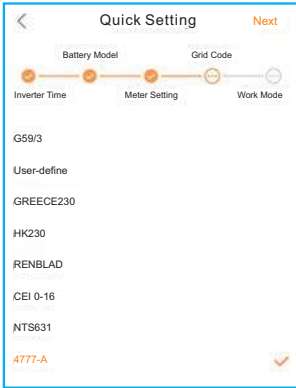 Quick Setting Next
Battery Model Grid Code
Inverter Time Meter Setting Work Mode
G59/3
User-define
GREECE230
HK230
RENBLAD
CEI 0-16
NTS631
4777-A